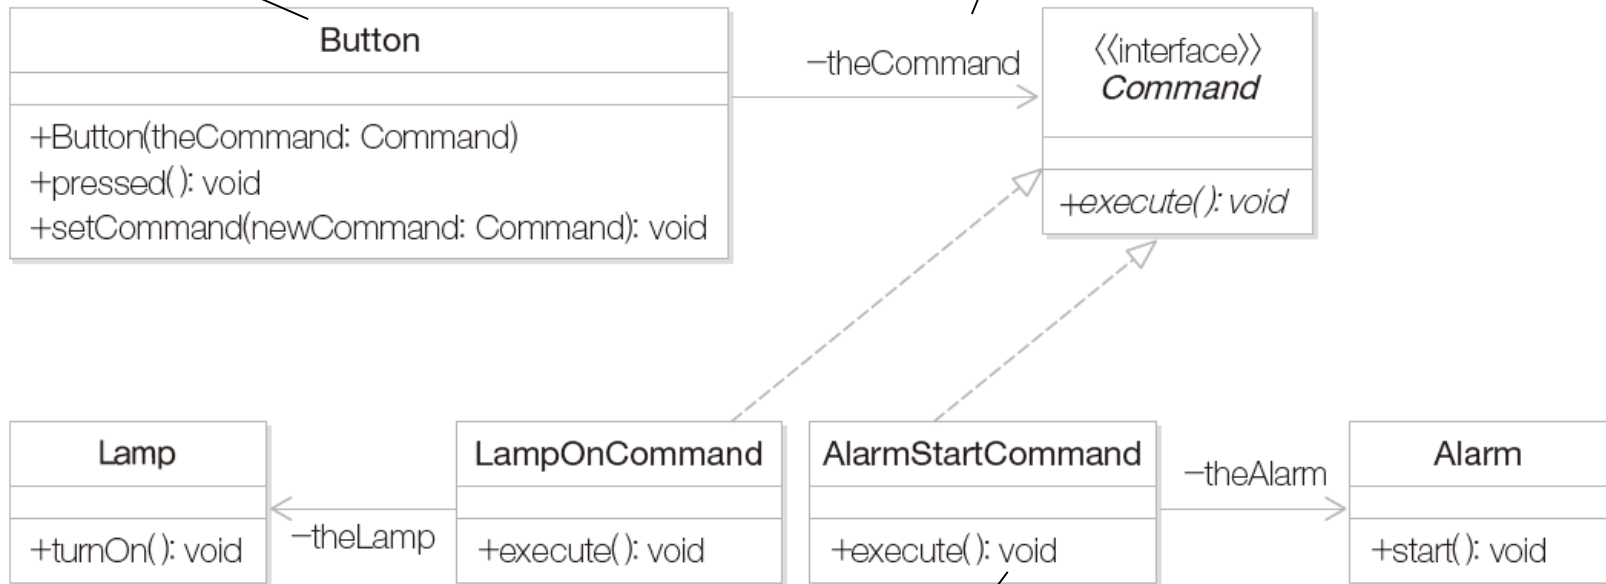 Button
+Button(theCommand: Command)
+pressed(): void
+setCommand(newCommand: Command): void
−theCommand
⟨⟨interface⟩⟩
Command
+execute(): void
Lamp
+turnOn(): void
−theLamp
LampOnCommand
+execute(): void
AlarmStartCommand
+execute(): void
−theAlarm
Alarm
+start(): void